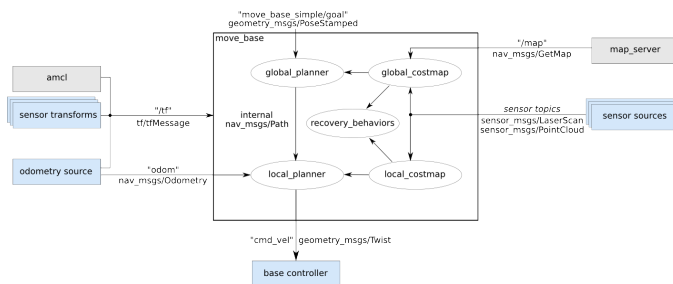 "move_base_simple/goal"
geometry_msgs/PoseStamped
move_base
"/map"
nav_msgs/GetMap
map_server
amcl
global_planner
global_costmap
sensor transforms
"/tf"
tf/tfMessage
internal
nav_msgs/Path
recovery_behaviors
sensor topics
sensor_msgs/LaserScan
sensor_msgs/PointCloud
sensor sources
odometry source
"odom"
nav_msgs/Odometry
local_planner
local_costmap
"cmd_vel" geometry_msgs/Twist
base controller